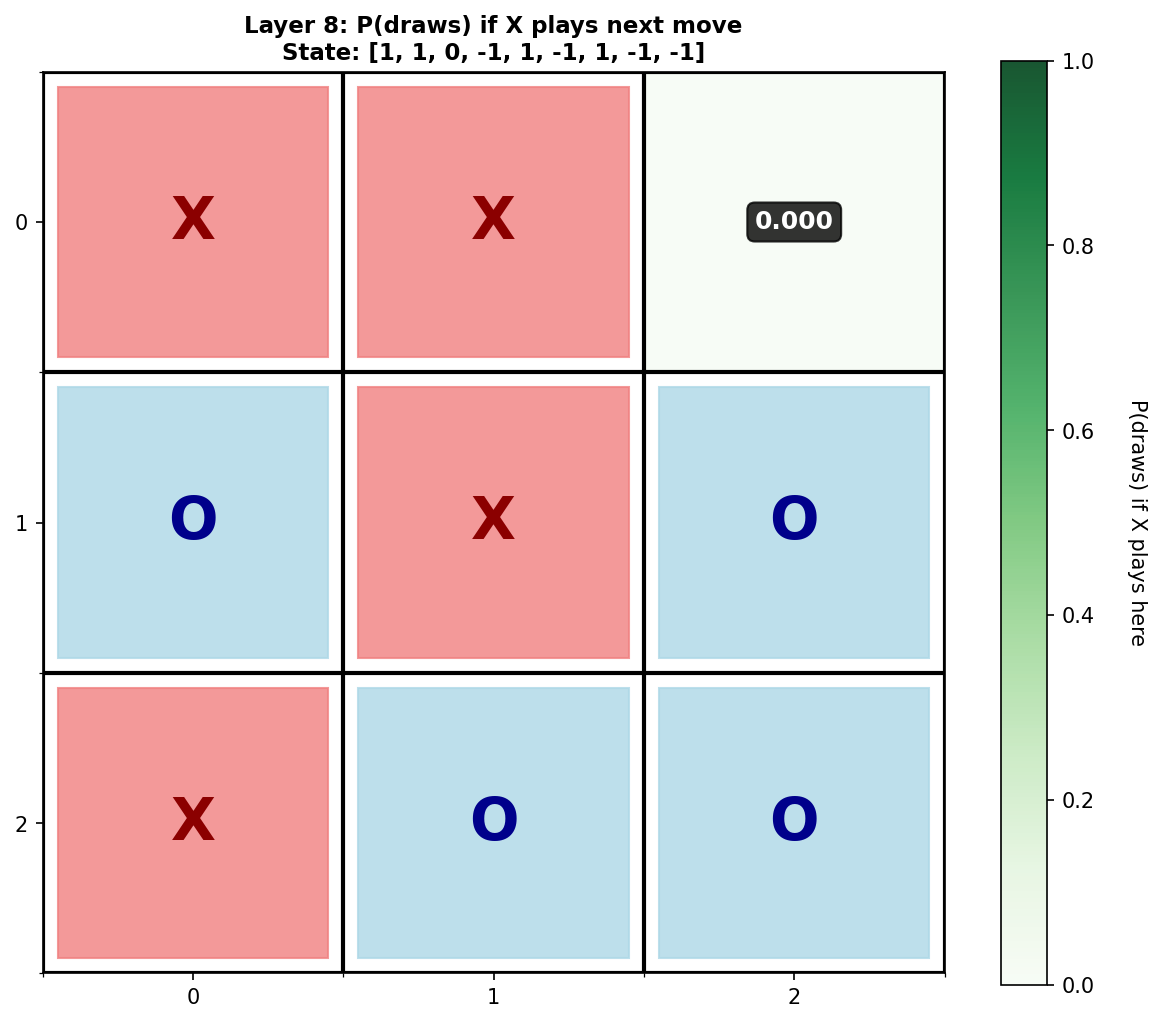 Layer 8: P(draws) if X plays next move
State: [1, 1, 0, -1, 1, -1, 1, -1, -1]
0
X
X
0.000
1
O
X
O
2
X
O
O
0
1
2
1.0
0.8
0.6
0.4
0.2
0.0
P(draws) if X plays here